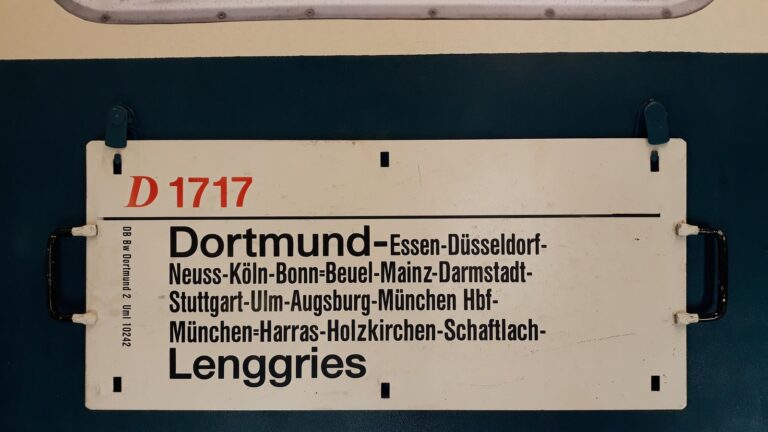 D 1717
Dortmund-Essen-Düsseldorf-
Neuss-Köln-Bonn=Beuel-Mainz-Darmstadt-
Stuttgart-Ulm-Augsburg-München Hbf-
München=Harras-Holzkirchen-Schaftlach-
Lenggries
DB Bw Dortmund 2 Uml 10242